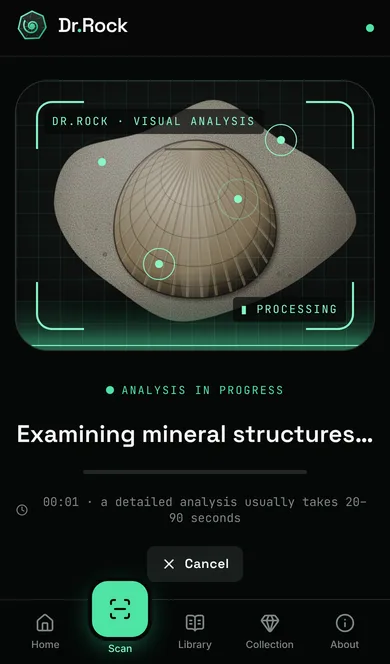 Dr.Rock
DR.ROCK · VISUAL ANALYSIS
PROCESSING
ANALYSIS IN PROGRESS
Examining mineral structures...
00:01 · a detailed analysis usually takes 20–
90 seconds
Cancel
Home
Scan
Library
Collection
About